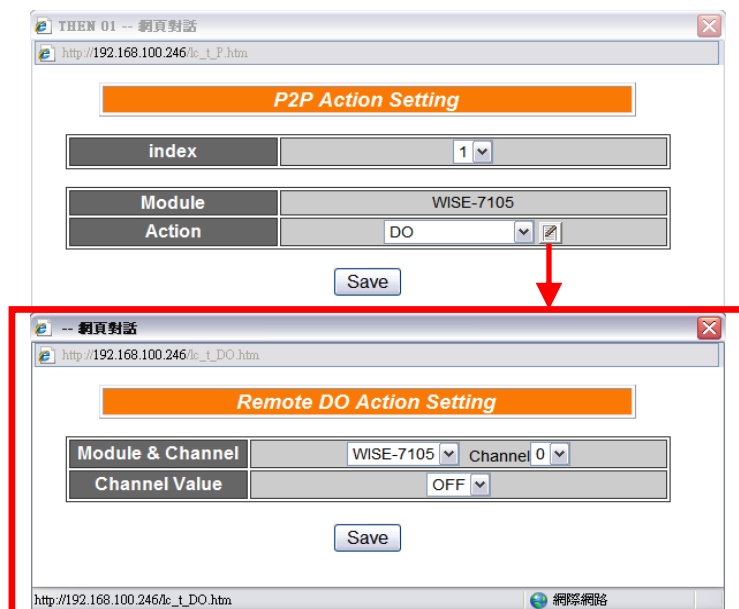 THEN 01 -- 網頁對話
http://192.168.100.246/lc_t_P.htm
P2P Action Setting
index 1
Module WISE-7105
Action DO
Save
-- 網頁對話
http://192.168.100.246/lc_t_DO.htm
Remote DO Action Setting
Module & Channel WISE-7105 Channel 0
Channel Value OFF
Save
http://192.168.100.246/lc_t_DO.htm 網際網路